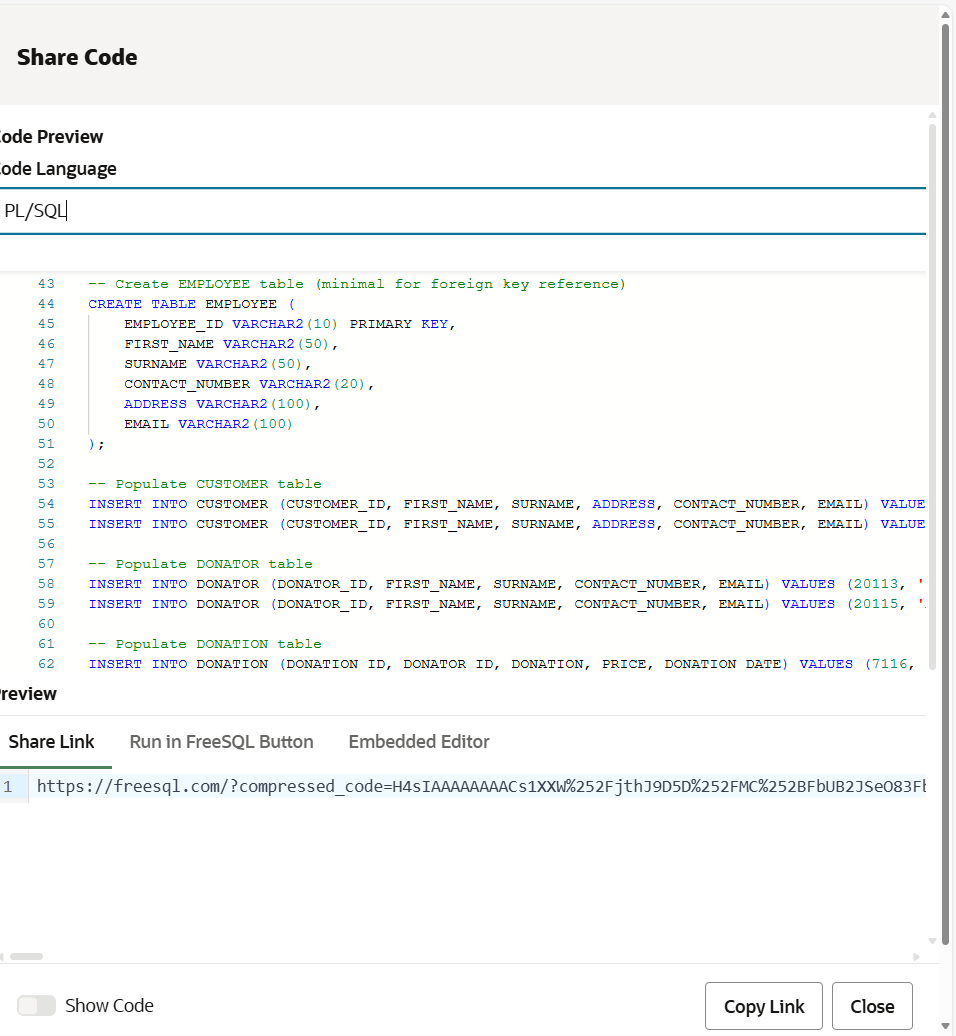 Share Code
ode Preview
ode Language
PL/SQL
43 -- Create EMPLOYEE table (minimal for foreign key reference)
44 CREATE TABLE EMPLOYEE (
45 EMPLOYEE_ID VARCHAR2(10) PRIMARY KEY,
46 FIRST_NAME VARCHAR2(50),
47 SURNAME VARCHAR2(50),
48 CONTACT_NUMBER VARCHAR2(20),
49 ADDRESS VARCHAR2(100),
50 EMAIL VARCHAR2(100)
51 );
52
53 -- Populate CUSTOMER table
54 INSERT INTO CUSTOMER (CUSTOMER_ID, FIRST_NAME, SURNAME, ADDRESS, CONTACT_NUMBER, EMAIL) VALUE
55 INSERT INTO CUSTOMER (CUSTOMER_ID, FIRST_NAME, SURNAME, ADDRESS, CONTACT_NUMBER, EMAIL) VALUE
56
57 -- Populate DONATOR table
58 INSERT INTO DONATOR (DONATOR_ID, FIRST_NAME, SURNAME, CONTACT_NUMBER, EMAIL) VALUES (20113, '
59 INSERT INTO DONATOR (DONATOR_ID, FIRST_NAME, SURNAME, CONTACT_NUMBER, EMAIL) VALUES (20115, '
60
61 -- Populate DONATION table
62 INSERT INTO DONATION (DONATION_ID, DONATOR_ID, DONATION, PRICE, DONATION_DATE) VALUES (7116,
review
Share Link Run in FreeSQL Button Embedded Editor
1 https://freesql.com/?compressed_code=H4sIAAAAAAAACs1XXW%252FjthJ9D5D%252FMC%252BFbUB2JSeO83Ft
Show Code Copy Link Close